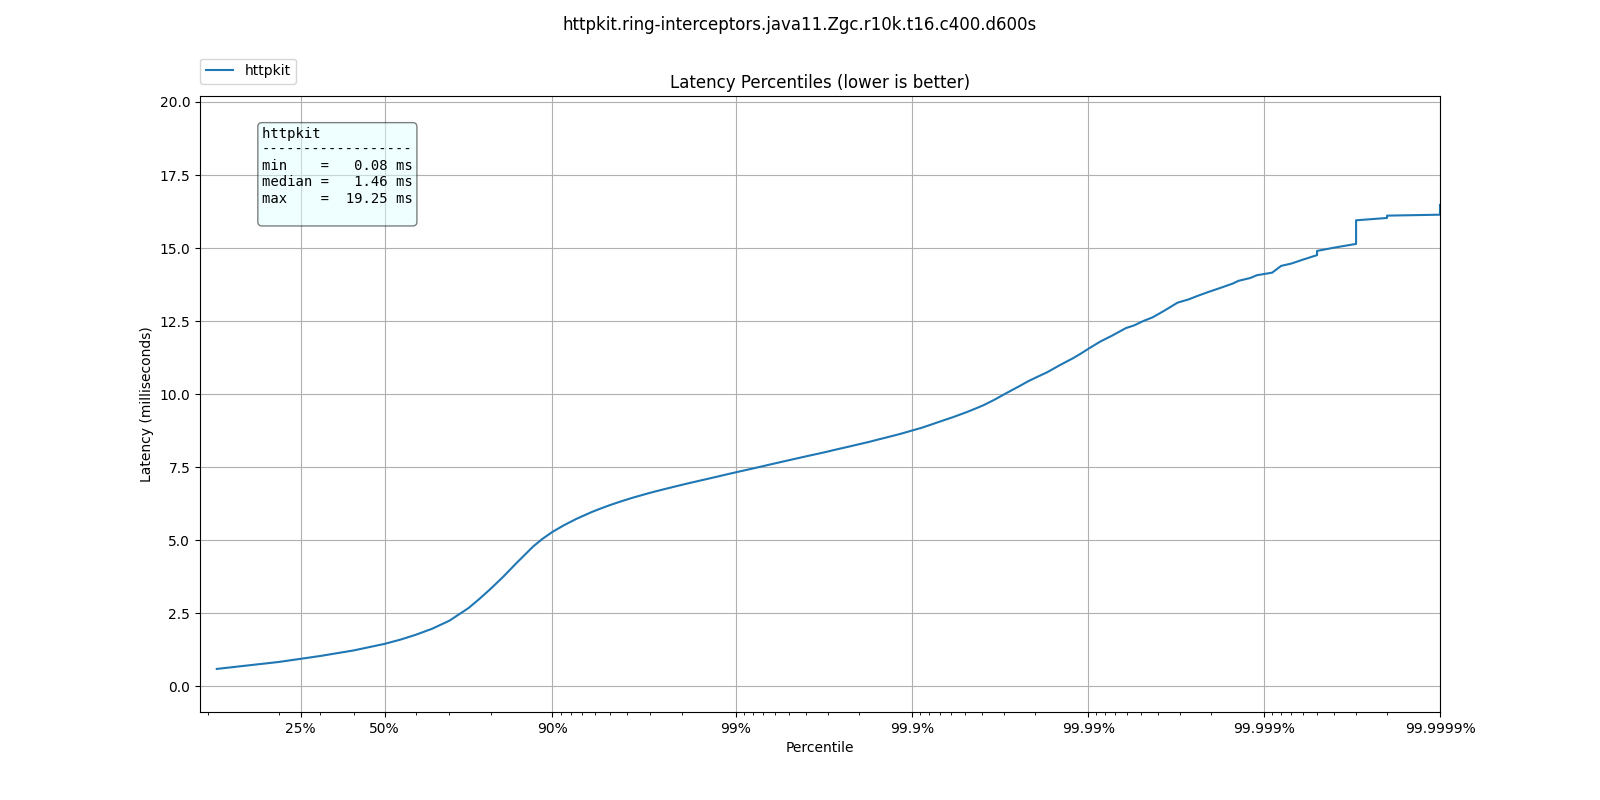 httpkit.ring-interceptors.java11.Zgc.r10k.t16.c400.d600s
httpkit
Latency Percentiles (lower is better)
20.0
17.5
15.0
12.5
10.0
7.5
5.0
2.5
0.0
Latency (milliseconds)
httpkit
------------------
min    =   0.08 ms
median =   1.46 ms
max    =  19.25 ms
25% 50% 90% 99% 99.9% 99.99% 99.999% 99.9999%
Percentile